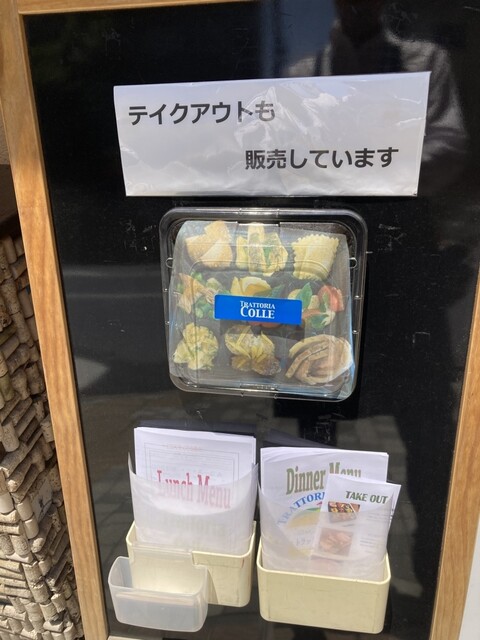 テイクアウトも
販売しています
TRATTORIA
COLLE
Lunch Menu
Dinner Menu
TRATTORIA
TAKE OUT